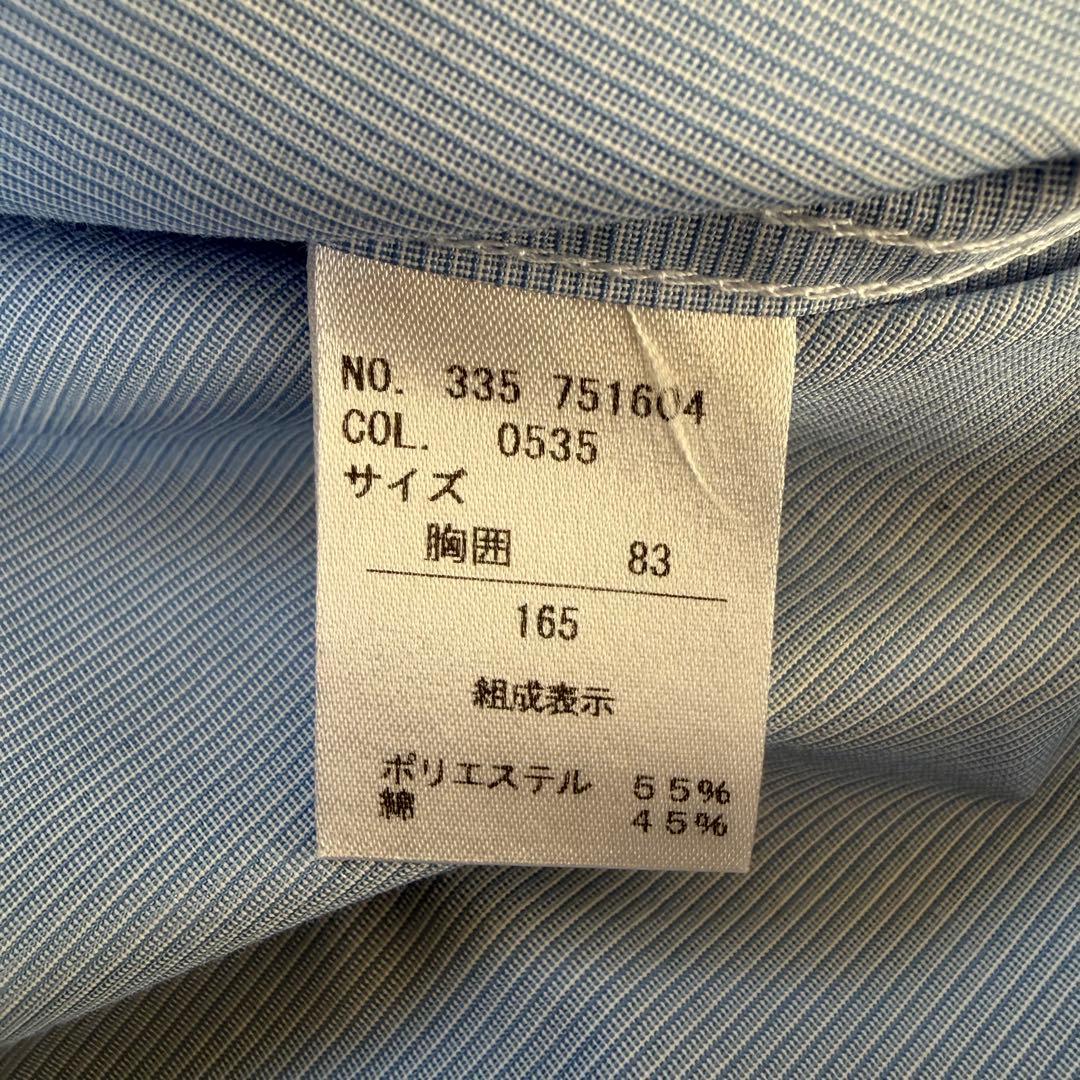 NO. 335 751604
COL. 0535
サイズ
胸囲 83
165
組成表示
ポリエステル 55%
綿 45%